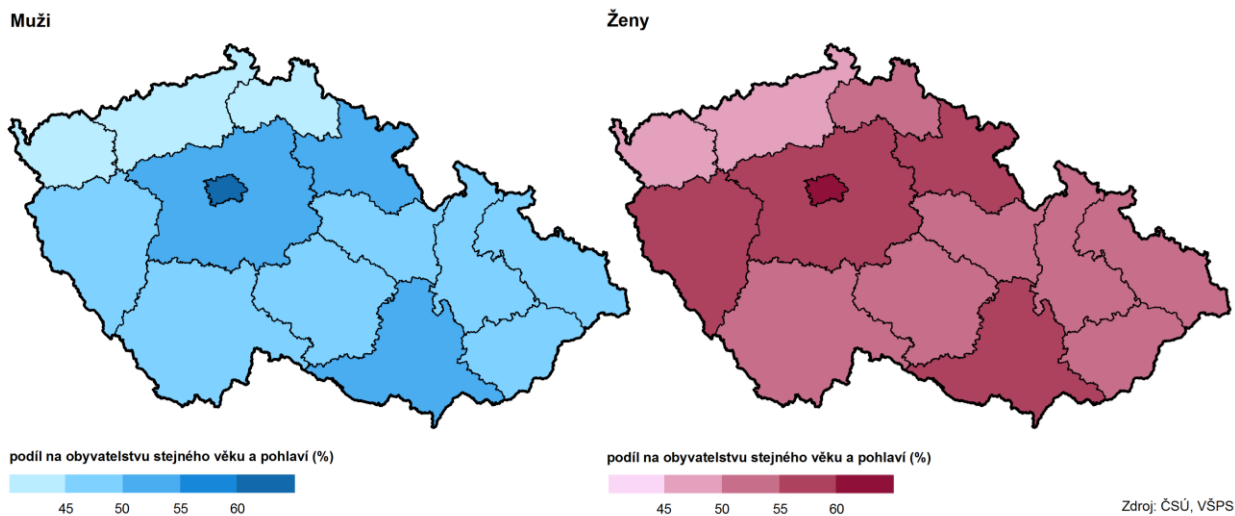 Muži
Ženy
podíl na obyvatelstvu stejného věku a pohlaví (%)
45 50 55 60
podíl na obyvatelstvu stejného věku a pohlaví (%)
45 50 55 60
Zdroj: ČSÚ, VŠPS